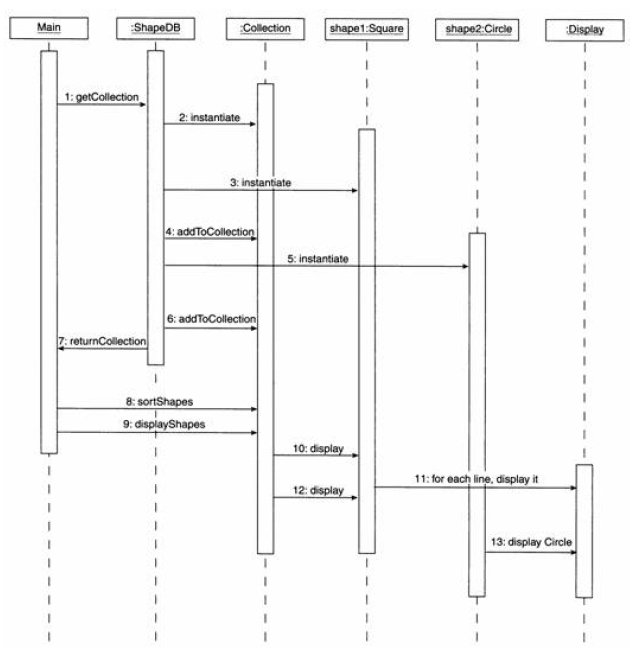 Main
:ShapeDB
:Collection
shape1:Square
shape2:Circle
:Display
1: getCollection
2: instantiate
3: instantiate
4: addToCollection
5: instantiate
6: addToCollection
7: returnCollection
8: sortShapes
9: displayShapes
10: display
11: for each line, display it
12: display
13: display Circle